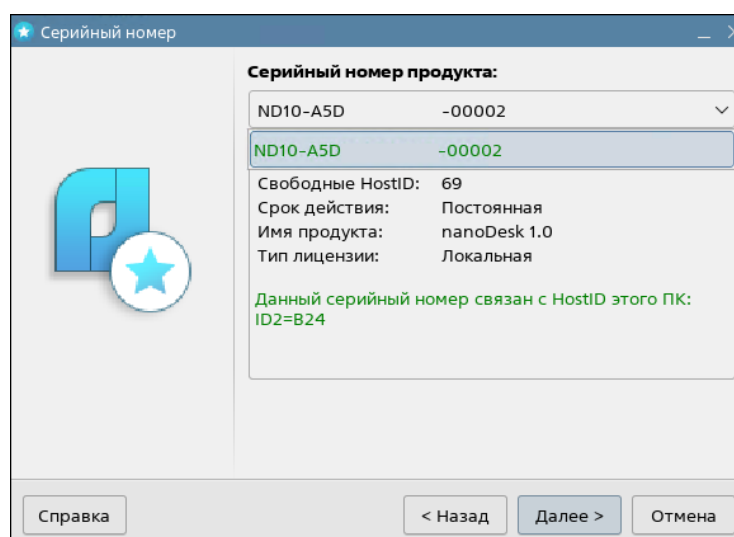 Серийный номер
Серийный номер продукта:
ND10-A5D -00002
ND10-A5D -00002
Свободные HostID: 69
Срок действия: Постоянная
Имя продукта: nanoDesk 1.0
Тип лицензии: Локальная
Данный серийный номер связан с HostID этого ПК:
ID2=B24
Справка < Назад Далее > Отмена